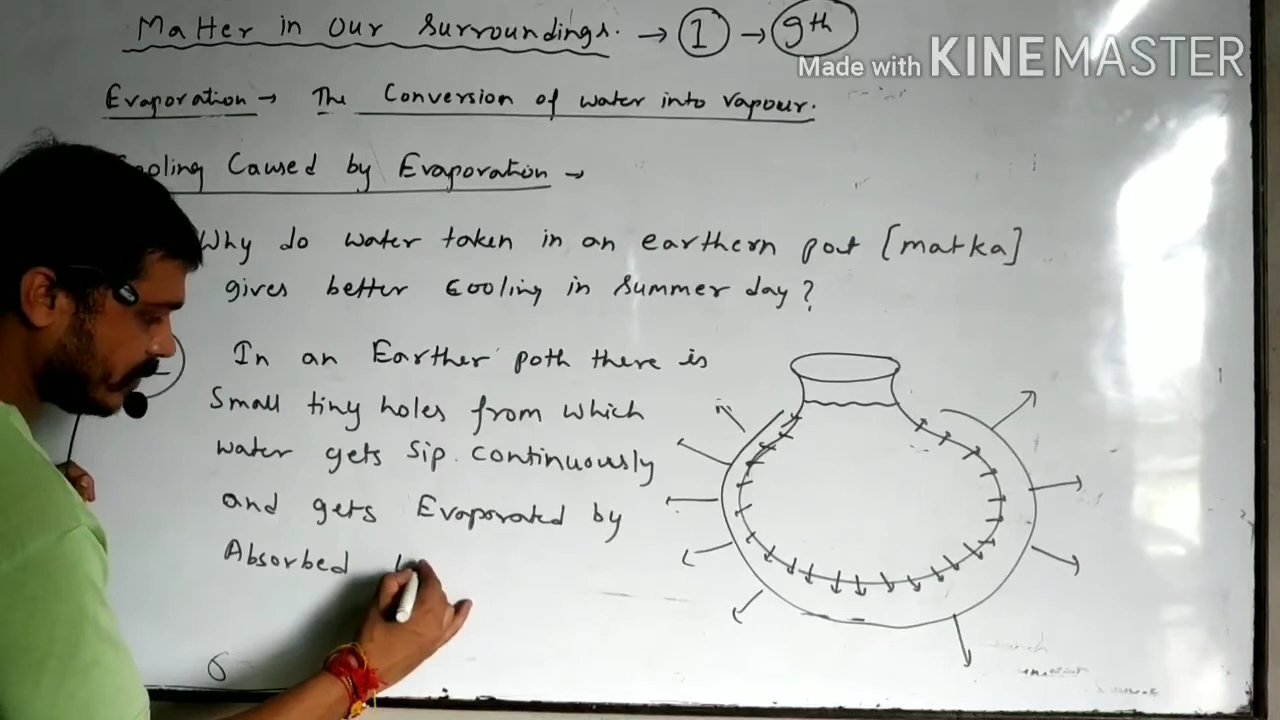 Matter in Our Surroundings. → 1 → 9th
Made with KINEMASTER
Evaporation → The Conversion of water into vapour.
Cooling Caused by Evaporation →
Why do water taken in an earthern pot [matka]
gives better cooling in Summer day?
In an Earther poth there is
Small tiny holes from which
water gets Sip. continuously
and gets Evaporated by
Absorbed